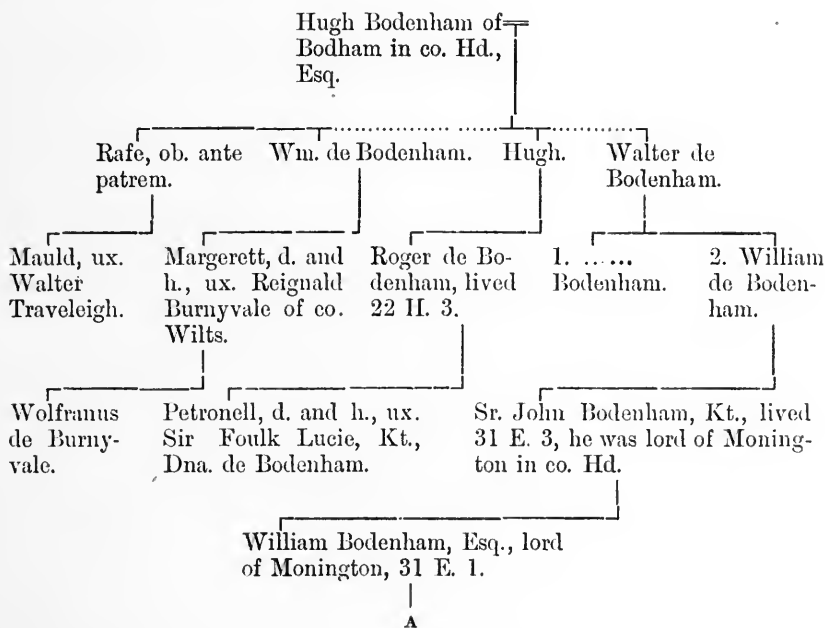 Hugh Bodenham of
Bodham in co. Hd.,
Esq.
Rafe, ob. ante
patrem.
Wm. de Bodenham.
Hugh.
Walter de
Bodenham.
Mauld, ux.
Walter
Traveleigh.
Margerett, d. and
h., ux. Reignald
Burnyvale of co.
Wilts.
Roger de Bo-
denham, lived
22 H. 3.
1. ......
Bodenham.
2. William
de Boden-
ham.
Wolfranus
de Burny-
vale.
Petronell, d. and h., ux.
Sir Foulk Lucie, Kt.,
Dna. de Bodenham.
Sr. John Bodenham, Kt., lived
31 E. 3, he was lord of Moning-
ton in co. Hd.
William Bodenham, Esq., lord
of Monington, 31 E. 1.
A